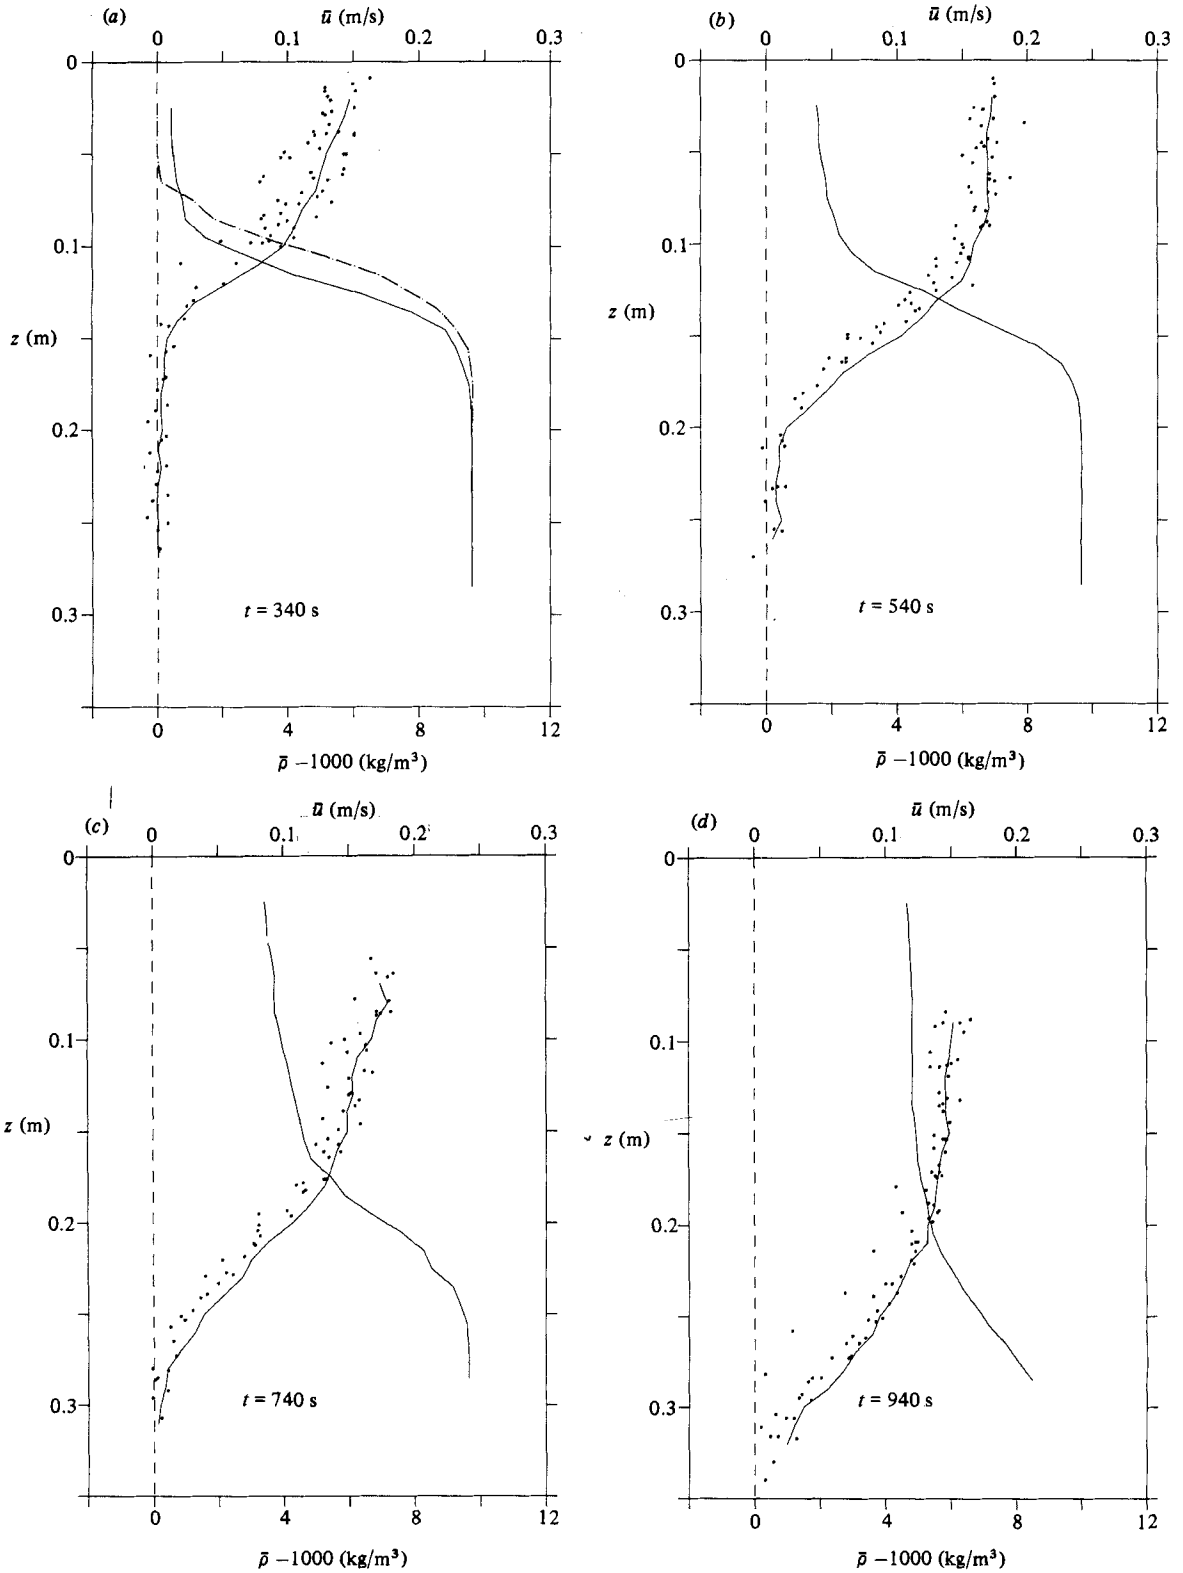 (a) ū (m/s)
0 0.1 0.2 0.3
0
0.1
z (m)
0.2
0.3
t = 340 s
0 4 8 12
ρ̄ −1000 (kg/m³)
(b) ū (m/s)
0 0.1 0.2 0.3
0
0.1
z (m)
0.2
0.3
t = 540 s
0 4 8 12
ρ̄ −1000 (kg/m³)
(c) ū (m/s)
0 0.1 0.2 0.3
0
0.1
z (m)
0.2
0.3
t = 740 s
0 4 8 12
ρ̄ −1000 (kg/m³)
(d) ū (m/s)
0 0.1 0.2 0.3
0
0.1
z (m)
0.2
0.3
t = 940 s
0 4 8 12
ρ̄ −1000 (kg/m³)